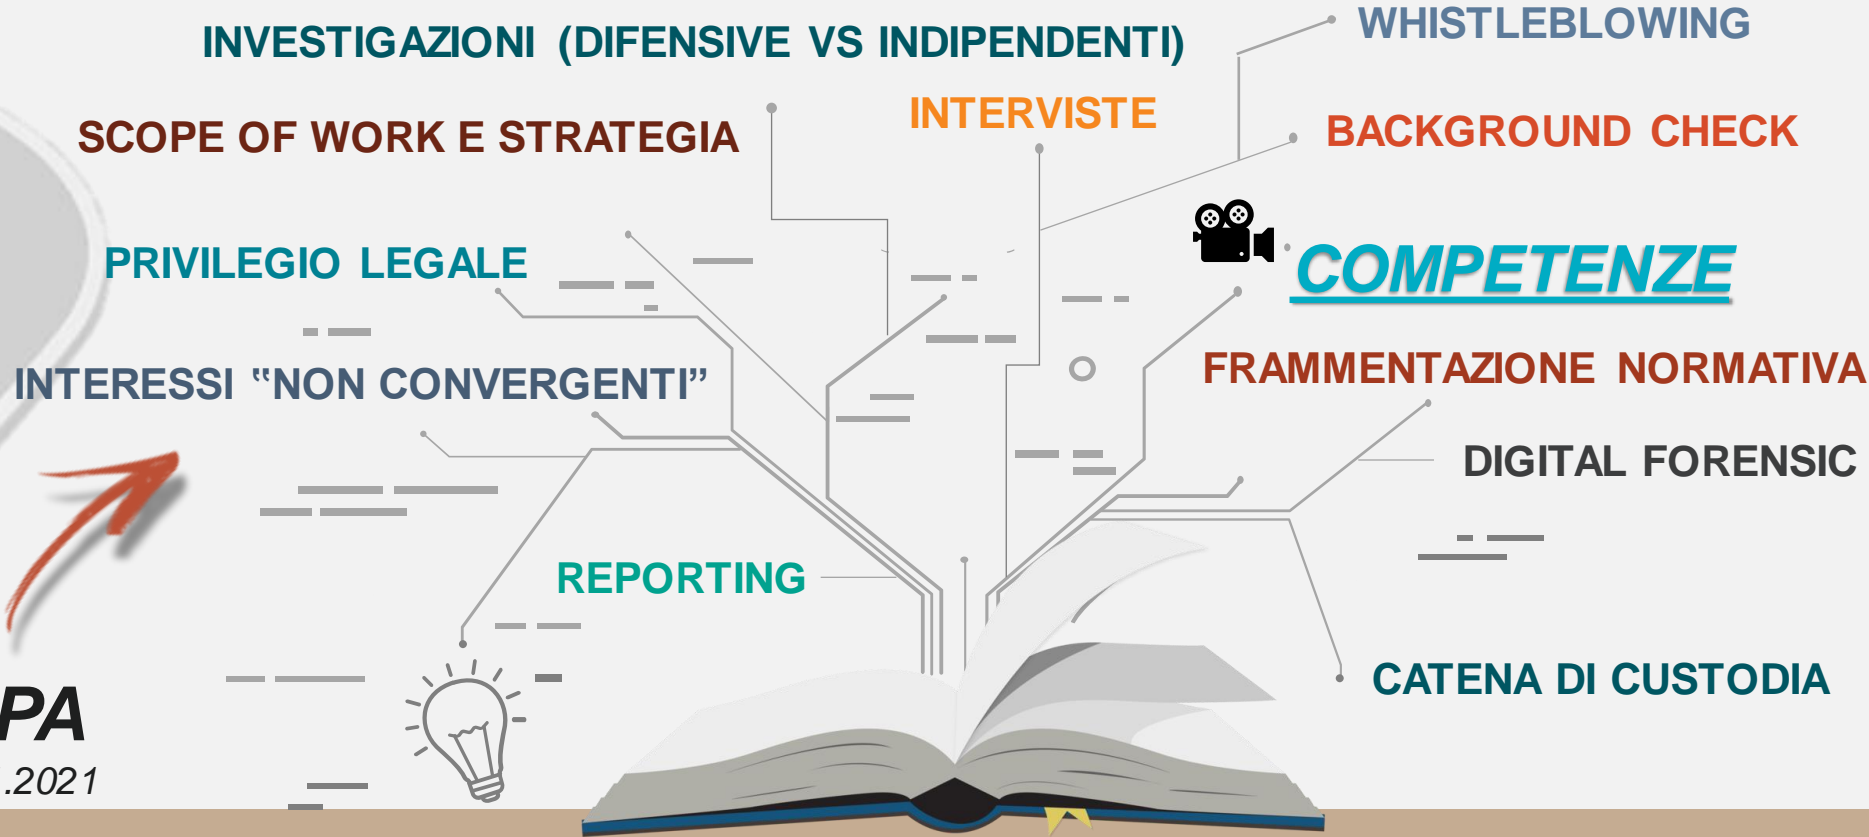 INVESTIGAZIONI (DIFENSIVE VS INDIPENDENTI)
WHISTLEBLOWING
SCOPE OF WORK E STRATEGIA
INTERVISTE
BACKGROUND CHECK
PRIVILEGIO LEGALE
COMPETENZE
INTERESSI “NON CONVERGENTI”
FRAMMENTAZIONE NORMATIVA
DIGITAL FORENSIC
REPORTING
CATENA DI CUSTODIA
PA
.2021